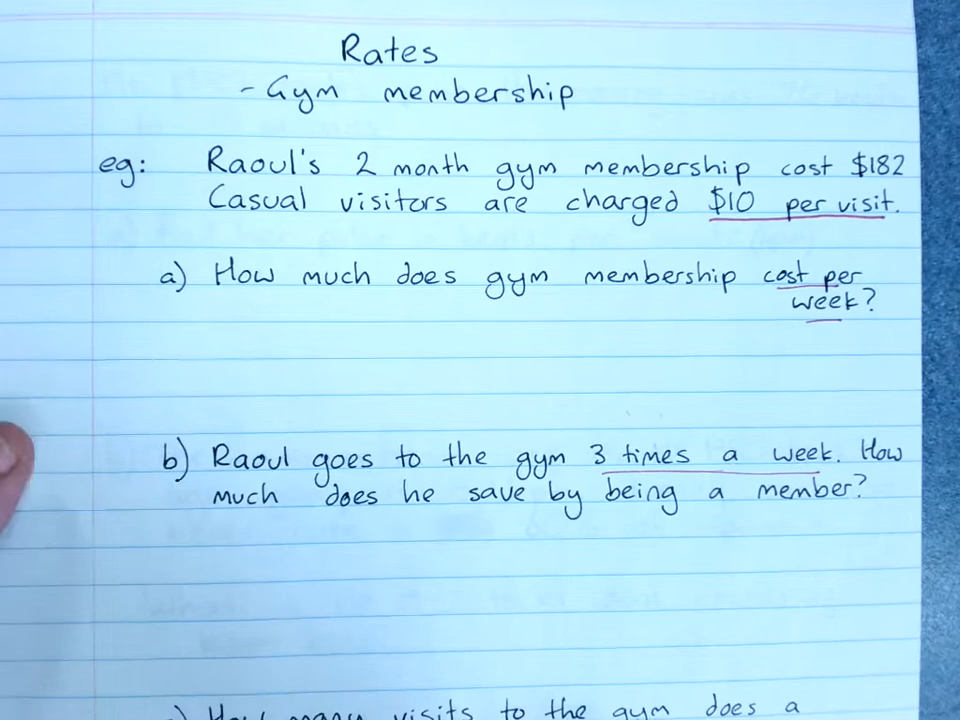 Rates
- Gym membership
eg: Raoul's 2 month gym membership cost $182
Casual visitors are charged $10 per visit.
a) How much does gym membership cost per
week?
b) Raoul goes to the gym 3 times a week. How
much does he save by being a member?
How many visits to the gym does a